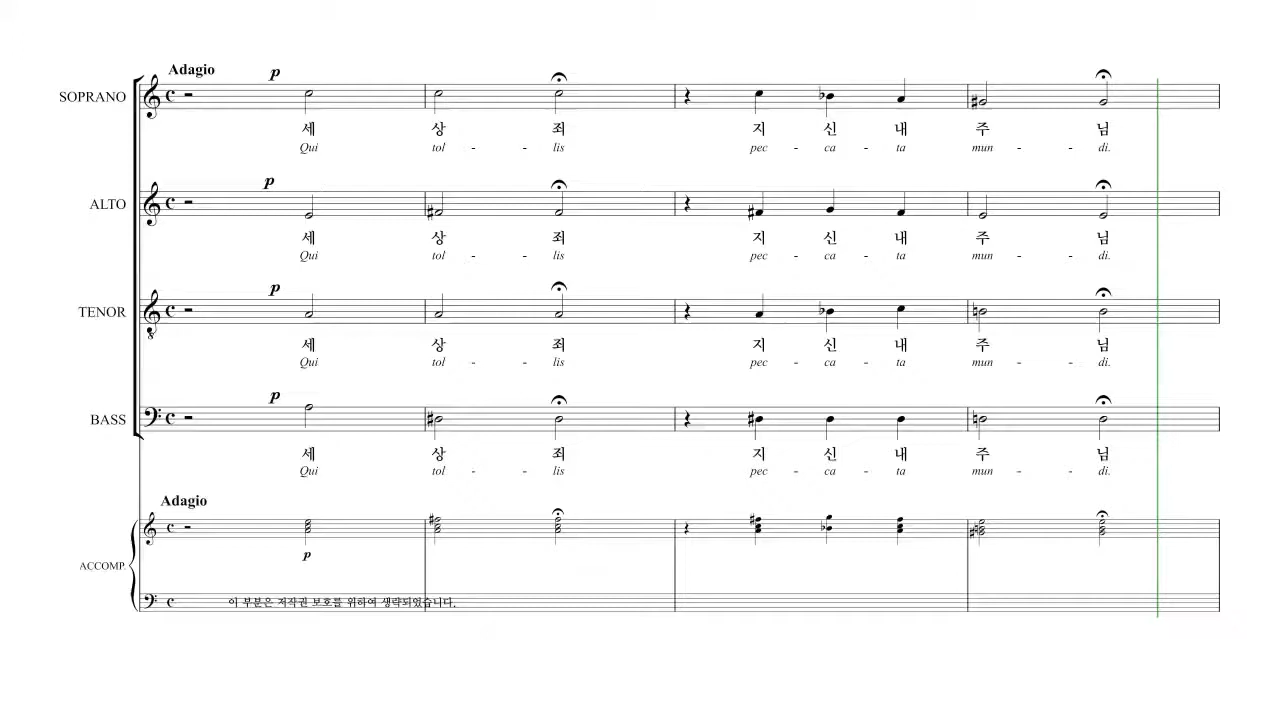 Adagio
p
SOPRANO
세 상 죄 지 신 내 주 님
Qui tol - - lis pec - ca - ta mun - - di.
p
ALTO
세 상 죄 지 신 내 주 님
Qui tol - - lis pec - ca - ta mun - - di.
p
TENOR
세 상 죄 지 신 내 주 님
Qui tol - - lis pec - ca - ta mun - - di.
p
BASS
세 상 죄 지 신 내 주 님
Qui tol - - lis pec - ca - ta mun - - di.
Adagio
p
ACCOMP.
이 부분은 저작권 보호를 위하여 생략되었습니다.